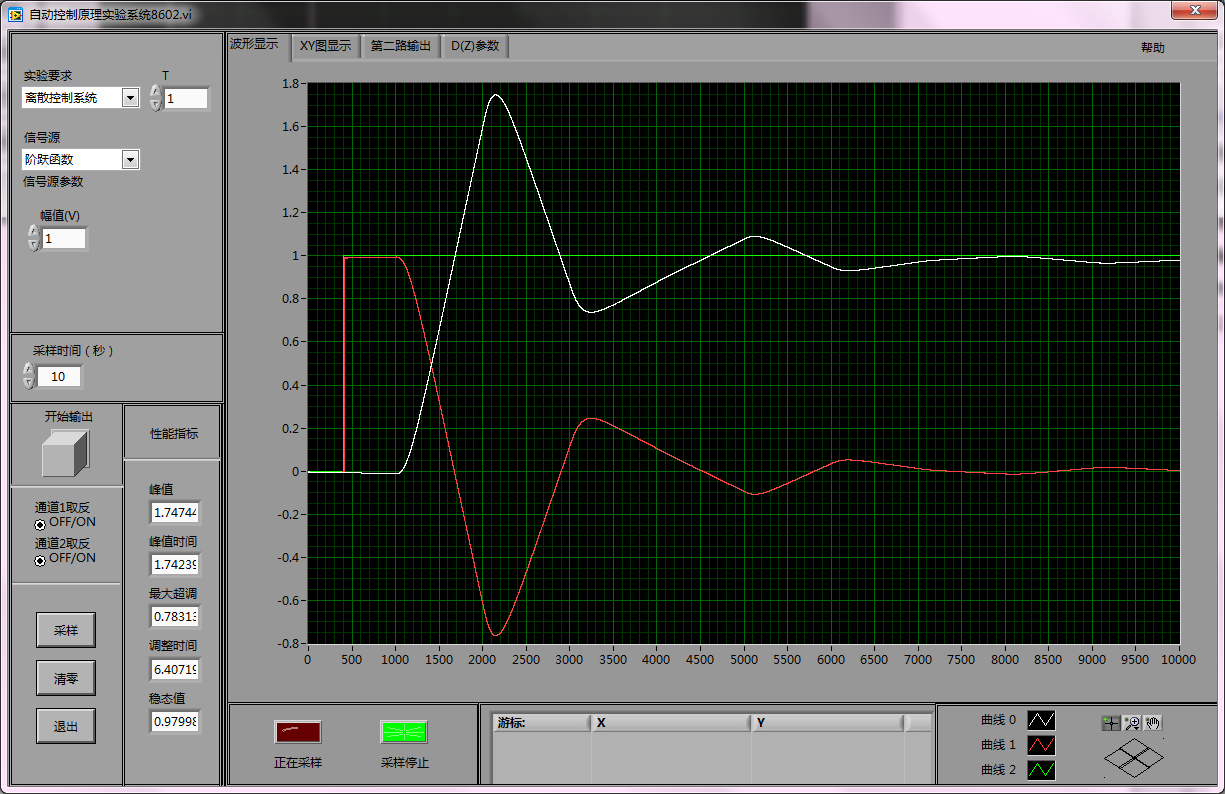 自动控制原理实验系统8602.vi
波形显示 XY图显示 第二路输出 D(Z)参数 帮助
实验要求 T
离散控制系统 1
信号源
阶跃函数
信号源参数
幅值(V)
1
采样时间(秒)
10
开始输出
性能指标
通道1取反
OFF/ON
通道2取反
OFF/ON
采样
清零
退出
峰值
1.74744
峰值时间
1.74239
最大超调
0.78313
调整时间
6.40719
稳态值
0.97998
1.8
1.6
1.4
1.2
1
0.8
0.6
0.4
0.2
0
-0.2
-0.4
-0.6
-0.8
0 500 1000 1500 2000 2500 3000 3500 4000 4500 5000 5500 6000 6500 7000 7500 8000 8500 9000 9500 10000
正在采样 采样停止
游标: X Y
曲线 0
曲线 1
曲线 2